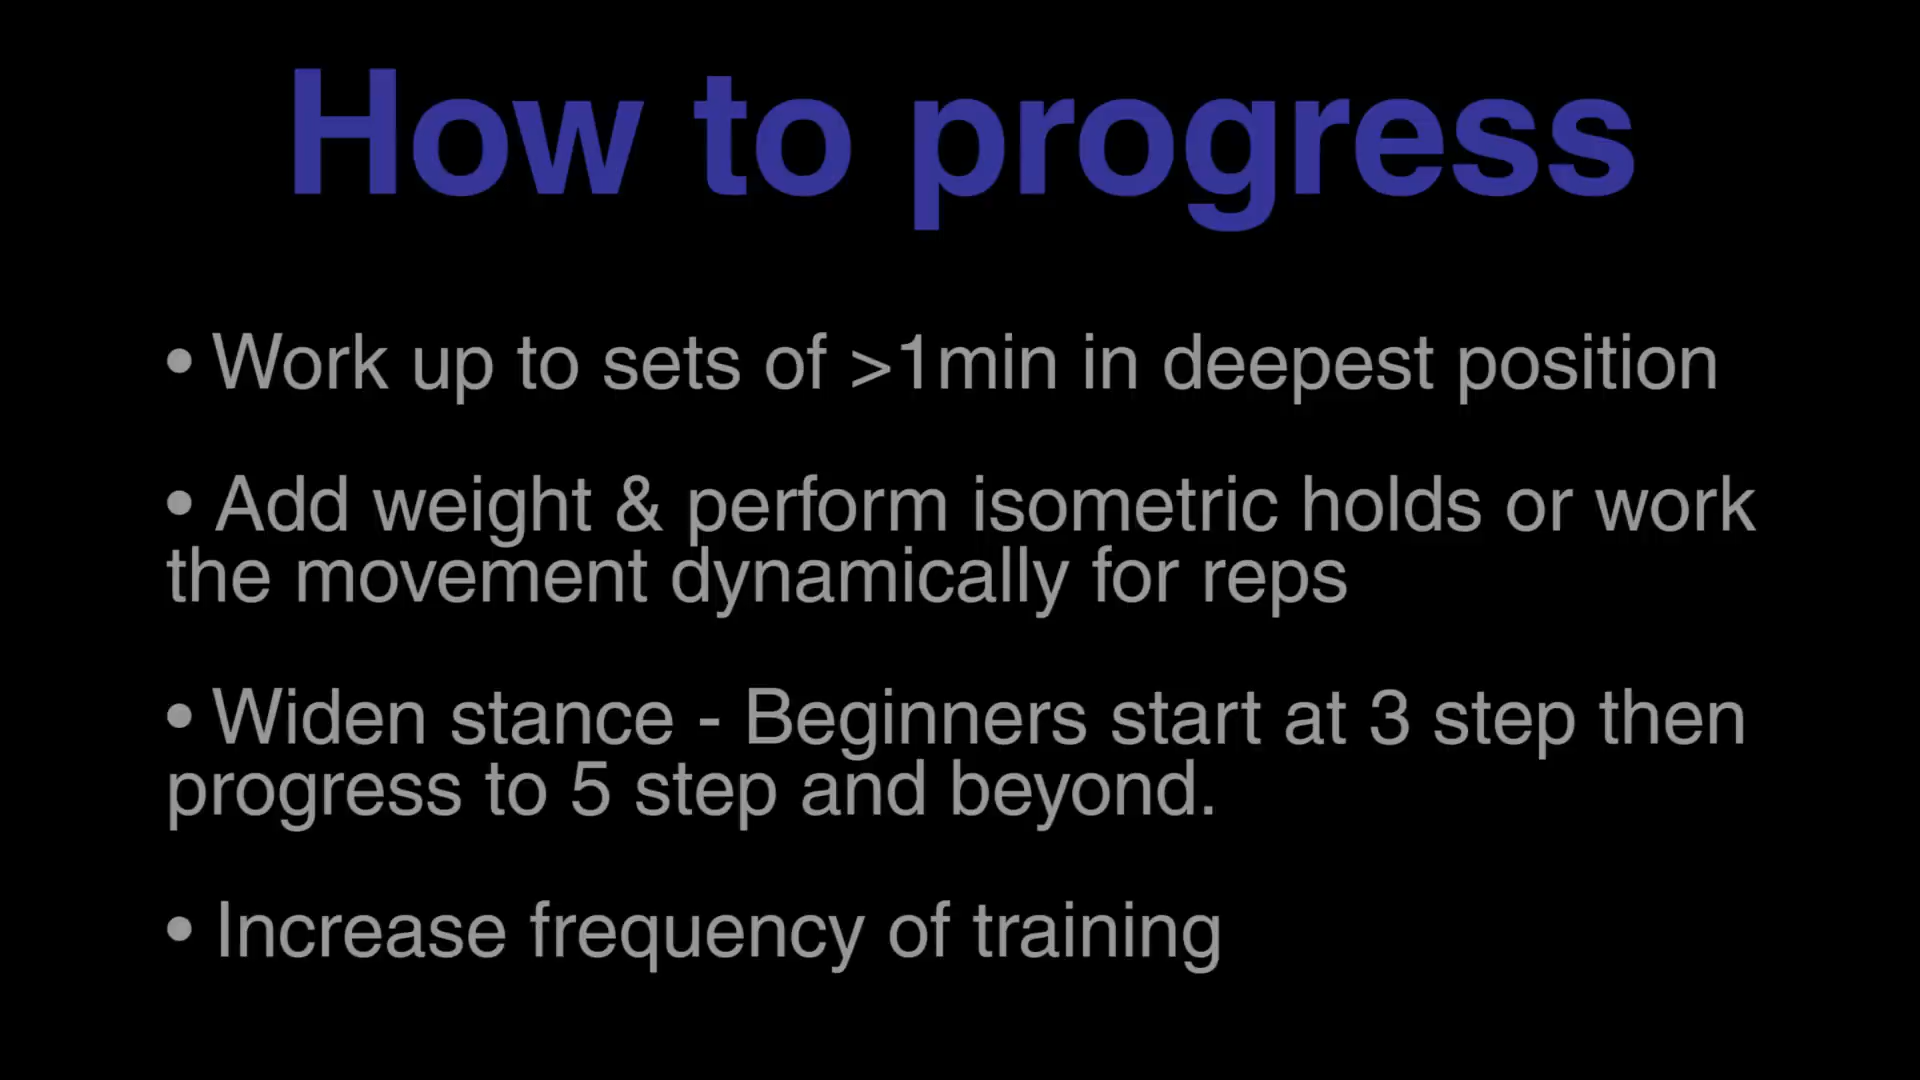 How to progress
• Work up to sets of >1min in deepest position
• Add weight & perform isometric holds or work
the movement dynamically for reps
• Widen stance - Beginners start at 3 step then
progress to 5 step and beyond.
• Increase frequency of training